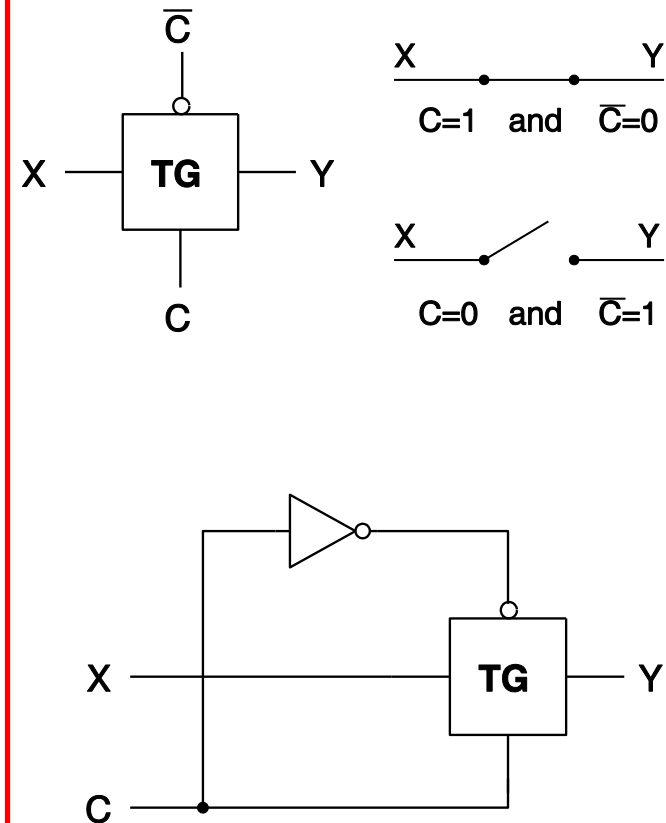 C̅
X TG Y
C
X Y
C=1 and C̅=0
X Y
C=0 and C̅=1
X TG Y
C